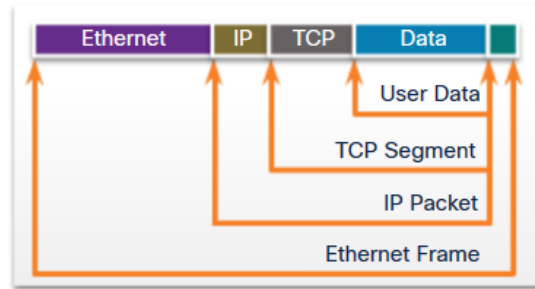 Ethernet IP TCP Data
User Data
TCP Segment
IP Packet
Ethernet Frame